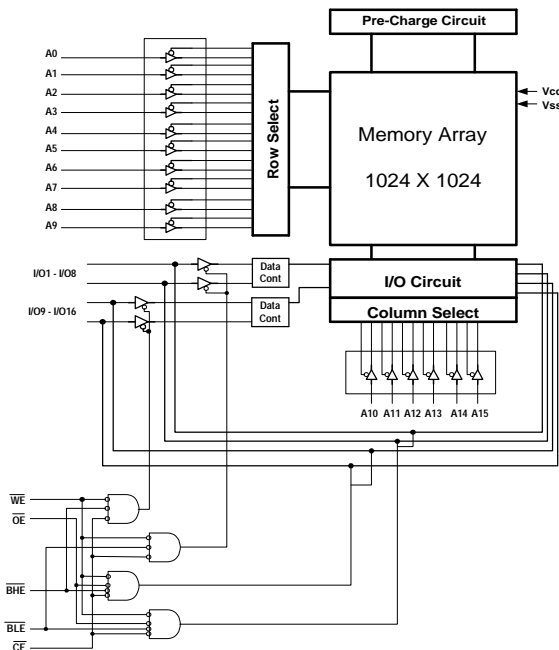 Pre-Charge Circuit
A0
A1
A2
A3
A4
A5
A6
A7
A8
A9
Row Select
Memory Array
1024 X 1024
Vcc
Vss
I/O1 - I/O8
I/O9 - I/O16
Data
Cont
Data
Cont
I/O Circuit
Column Select
A10 A11 A12 A13 A14 A15
WE
OE
BHE
BLE
CE